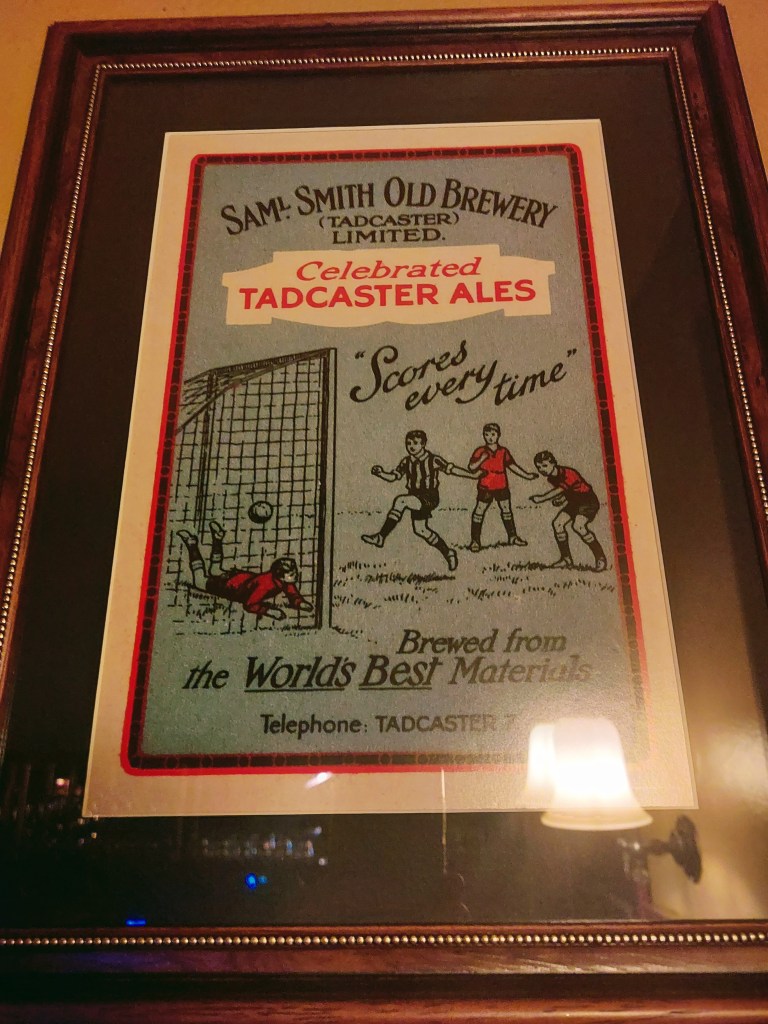 SAML. SMITH OLD BREWERY
(TADCASTER)
LIMITED.
Celebrated
TADCASTER ALES
"Scores
every time"
Brewed from
the World's Best Materials
Telephone: TADCASTER